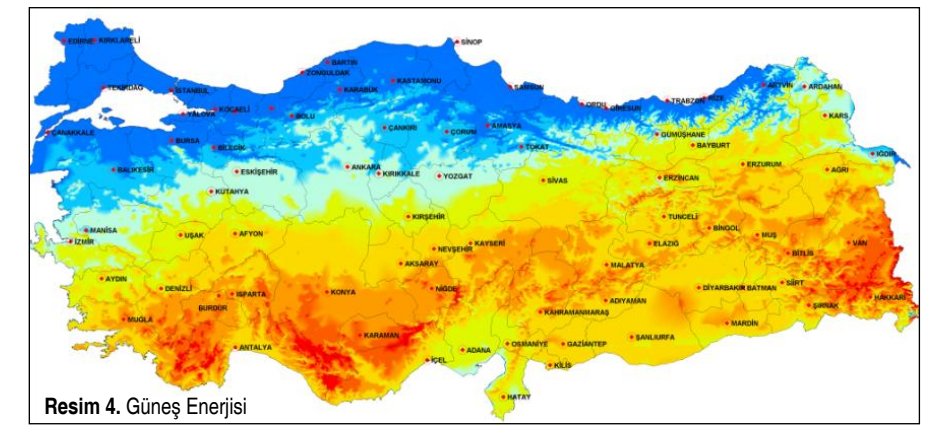 EDİRNE KIRKLARELİ SİNOP
BARTIN
ZONGULDAK
TEKİRDAĞ İSTANBUL KARABÜK KASTAMONU SAMSUN ARTVİN ARDAHAN
YALOVA KOCAELİ BOLU ORDU GİRESUN TRABZON RİZE
ÇANAKKALE ÇANKIRI ÇORUM AMASYA KARS
BURSA BİLECİK TOKAT GÜMÜŞHANE BAYBURT IĞDIR
BALIKESİR ESKİŞEHİR ANKARA KIRIKKALE YOZGAT SİVAS ERZİNCAN ERZURUM AĞRI
KUTAHYA
KIRŞEHİR TUNCELİ
MANİSA İZMİR UŞAK AFYON NEVŞEHİR KAYSERİ ELAZIĞ BİNGÖL MUŞ BİTLİS VAN
AKSARAY MALATYA
AYDIN DENİZLİ ISPARTA KONYA NİĞDE DİYARBAKIR BATMAN SİİRT
BURDUR ADIYAMAN ŞIRNAK HAKKARİ
MUĞLA KAHRAMANMARAŞ MARDİN
ANTALYA KARAMAN İÇEL ADANA OSMANİYE GAZİANTEP ŞANLIURFA
KİLİS
HATAY
Resim 4. Güneş Enerjisi